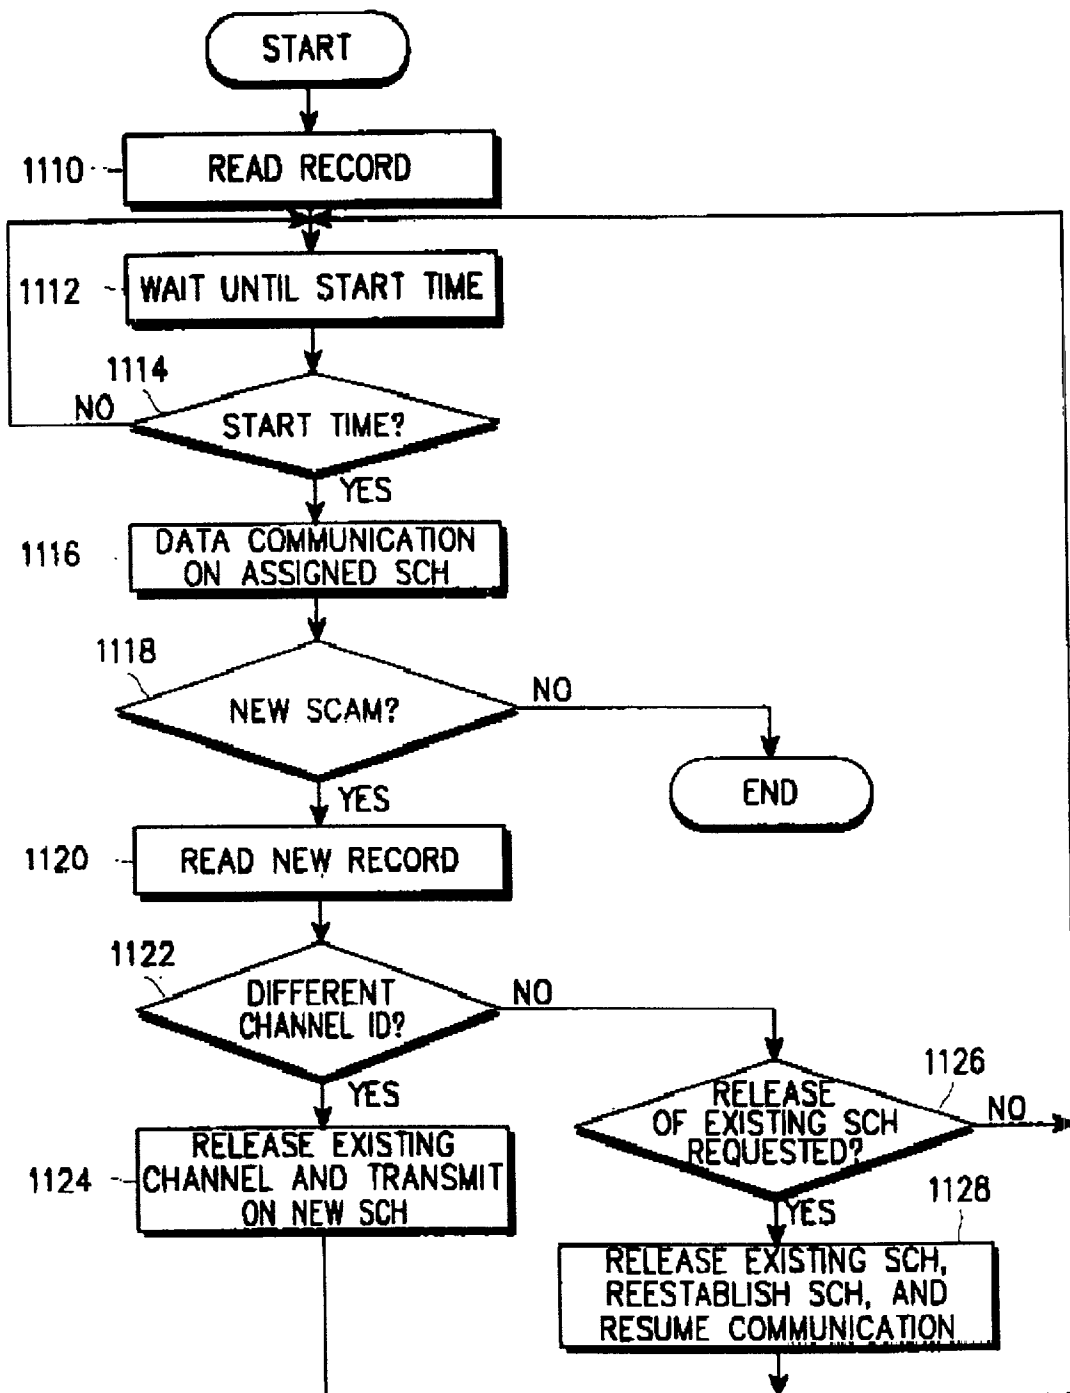 START
1110
READ RECORD
1112
WAIT UNTIL START TIME
1114
NO
START TIME?
YES
1116
DATA COMMUNICATION
ON ASSIGNED SCH
1118
NEW SCAM?
NO
END
YES
1120
READ NEW RECORD
1122
DIFFERENT
CHANNEL ID?
NO
YES
1126
RELEASE
OF EXISTING SCH
REQUESTED?
NO
1124
RELEASE EXISTING
CHANNEL AND TRANSMIT
ON NEW SCH
YES
1128
RELEASE EXISTING SCH,
REESTABLISH SCH, AND
RESUME COMMUNICATION